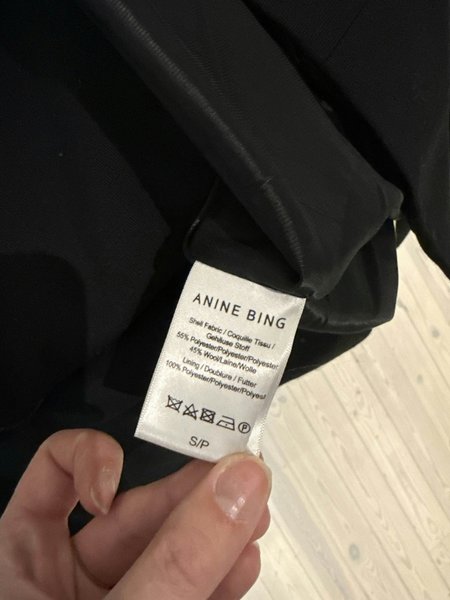 ANINE BING
Shell Fabric / Coquille Tissu /
Gehäuse Stoff
55% Polyester/Polyester/Polyester
45% Wool/Laine/Wolle
Lining / Doublure / Futter
100% Polyester/Polyester/Polyest
P
S/P